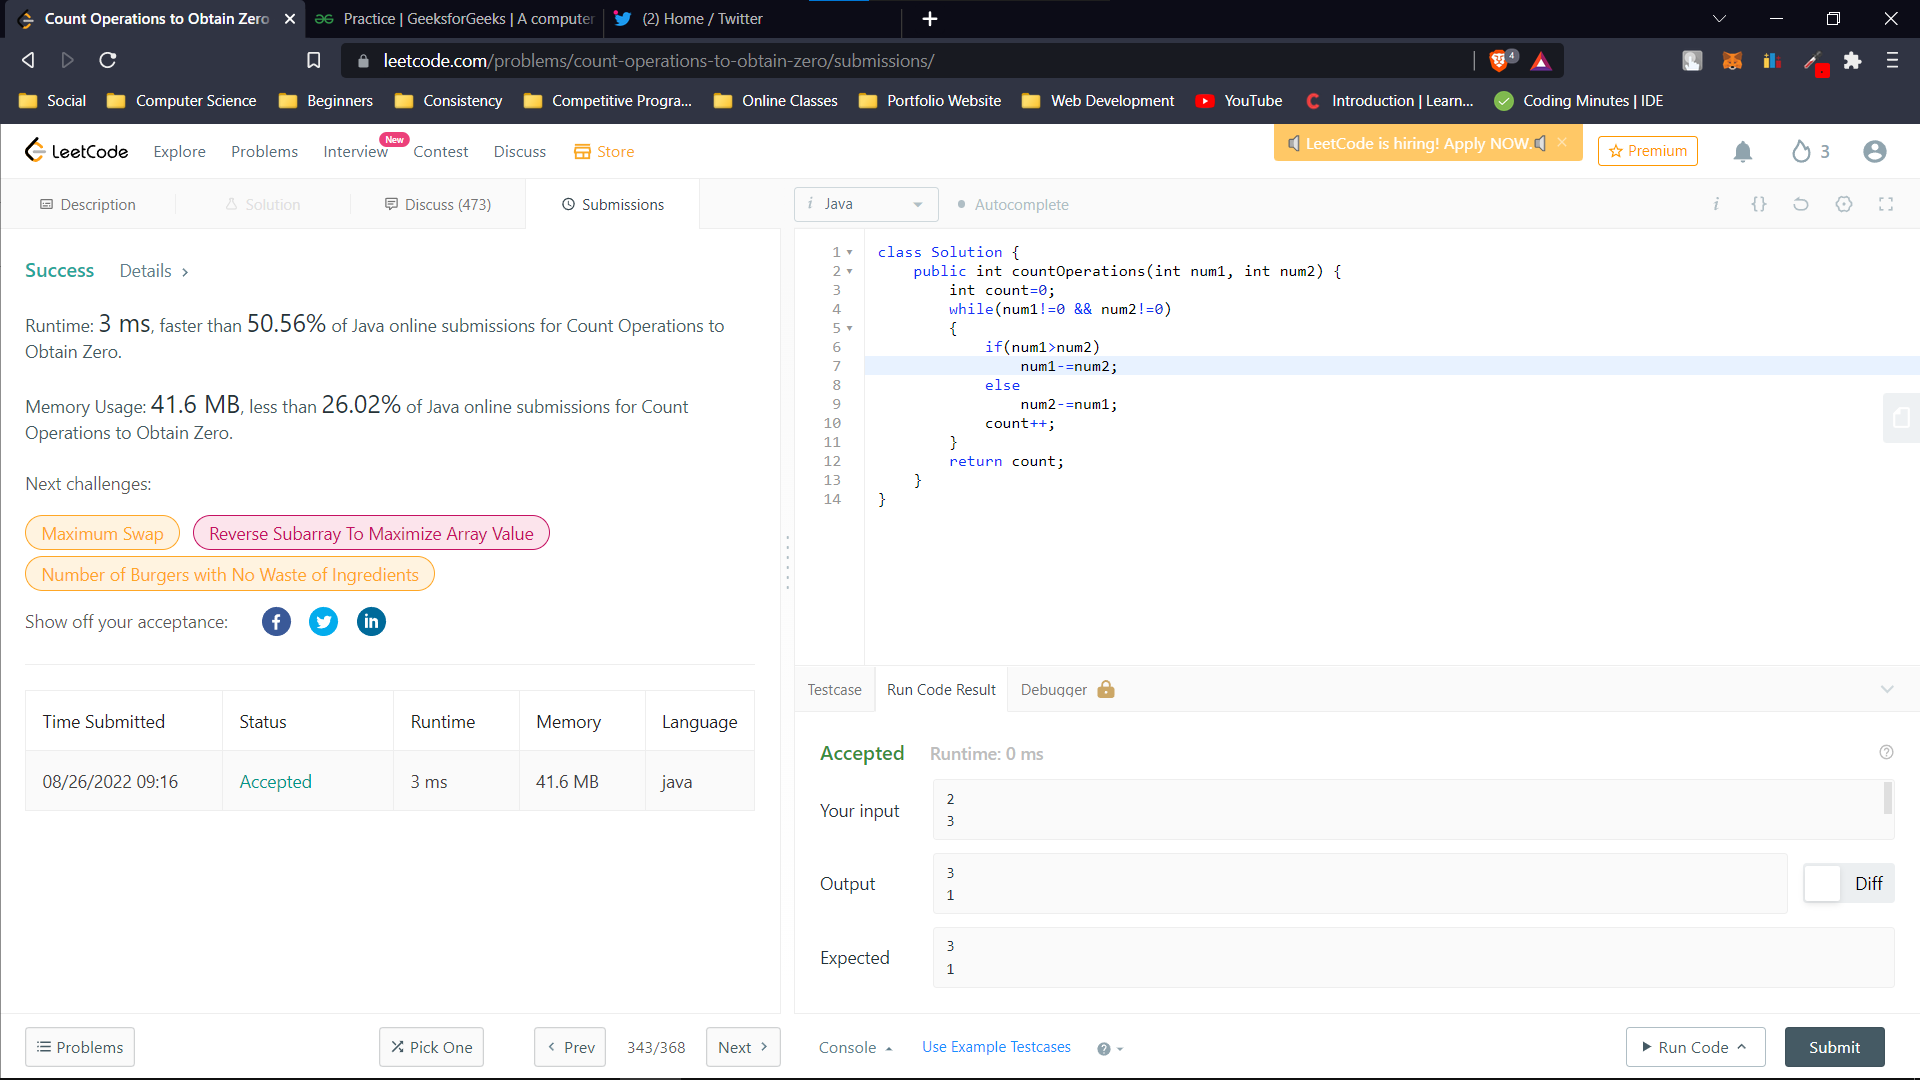 Count Operations to Obtain Zero
Practice | GeeksforGeeks | A computer
(2) Home / Twitter
leetcode.com/problems/count-operations-to-obtain-zero/submissions/
4
Social
Computer Science
Beginners
Consistency
Competitive Progra...
Online Classes
Portfolio Website
Web Development
YouTube
Introduction | Learn...
Coding Minutes | IDE
LeetCode
Explore
Problems
Interview
New
Contest
Discuss
Store
LeetCode is hiring! Apply NOW.
Premium
3
Description
Solution
Discuss (473)
Submissions
i Java
Autocomplete
i
{}
Success
Details >
Runtime: 3 ms, faster than 50.56% of Java online submissions for Count Operations to
Obtain Zero.
Memory Usage: 41.6 MB, less than 26.02% of Java online submissions for Count
Operations to Obtain Zero.
Next challenges:
Maximum Swap
Reverse Subarray To Maximize Array Value
Number of Burgers with No Waste of Ingredients
Show off your acceptance:
Time Submitted Status Runtime Memory Language
08/26/2022 09:16 Accepted 3 ms 41.6 MB java
1 class Solution {
2 public int countOperations(int num1, int num2) {
3 int count=0;
4 while(num1!=0 && num2!=0)
5 {
6 if(num1>num2)
7 num1-=num2;
8 else
9 num2-=num1;
10 count++;
11 }
12 return count;
13 }
14 }
Testcase
Run Code Result
Debugger
Accepted
Runtime: 0 ms
Your input
2
3
Output
3
1
Diff
Expected
3
1
Problems
Pick One
< Prev
343/368
Next >
Console
Use Example Testcases
Run Code
Submit